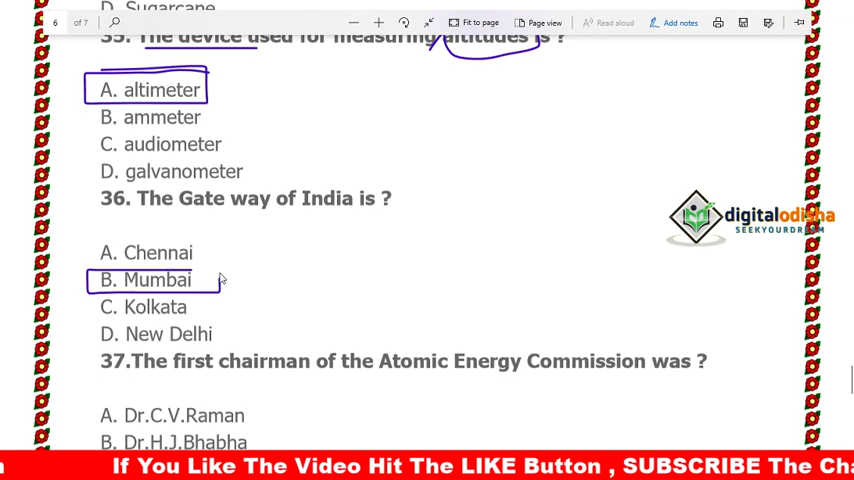 6 of 7 Fit to page Page view Read aloud Add notes
D. Sugarcane
35. The device used for measuring altitudes is ?
A. altimeter
B. ammeter
C. audiometer
D. galvanometer
36. The Gate way of India is ?
digitalodisha
SEEKYOURDREAM
A. Chennai
B. Mumbai
C. Kolkata
D. New Delhi
37.The first chairman of the Atomic Energy Commission was ?
A. Dr.C.V.Raman
B. Dr.H.J.Bhabha
If You Like The Video Hit The LIKE Button , SUBSCRIBE The Cha